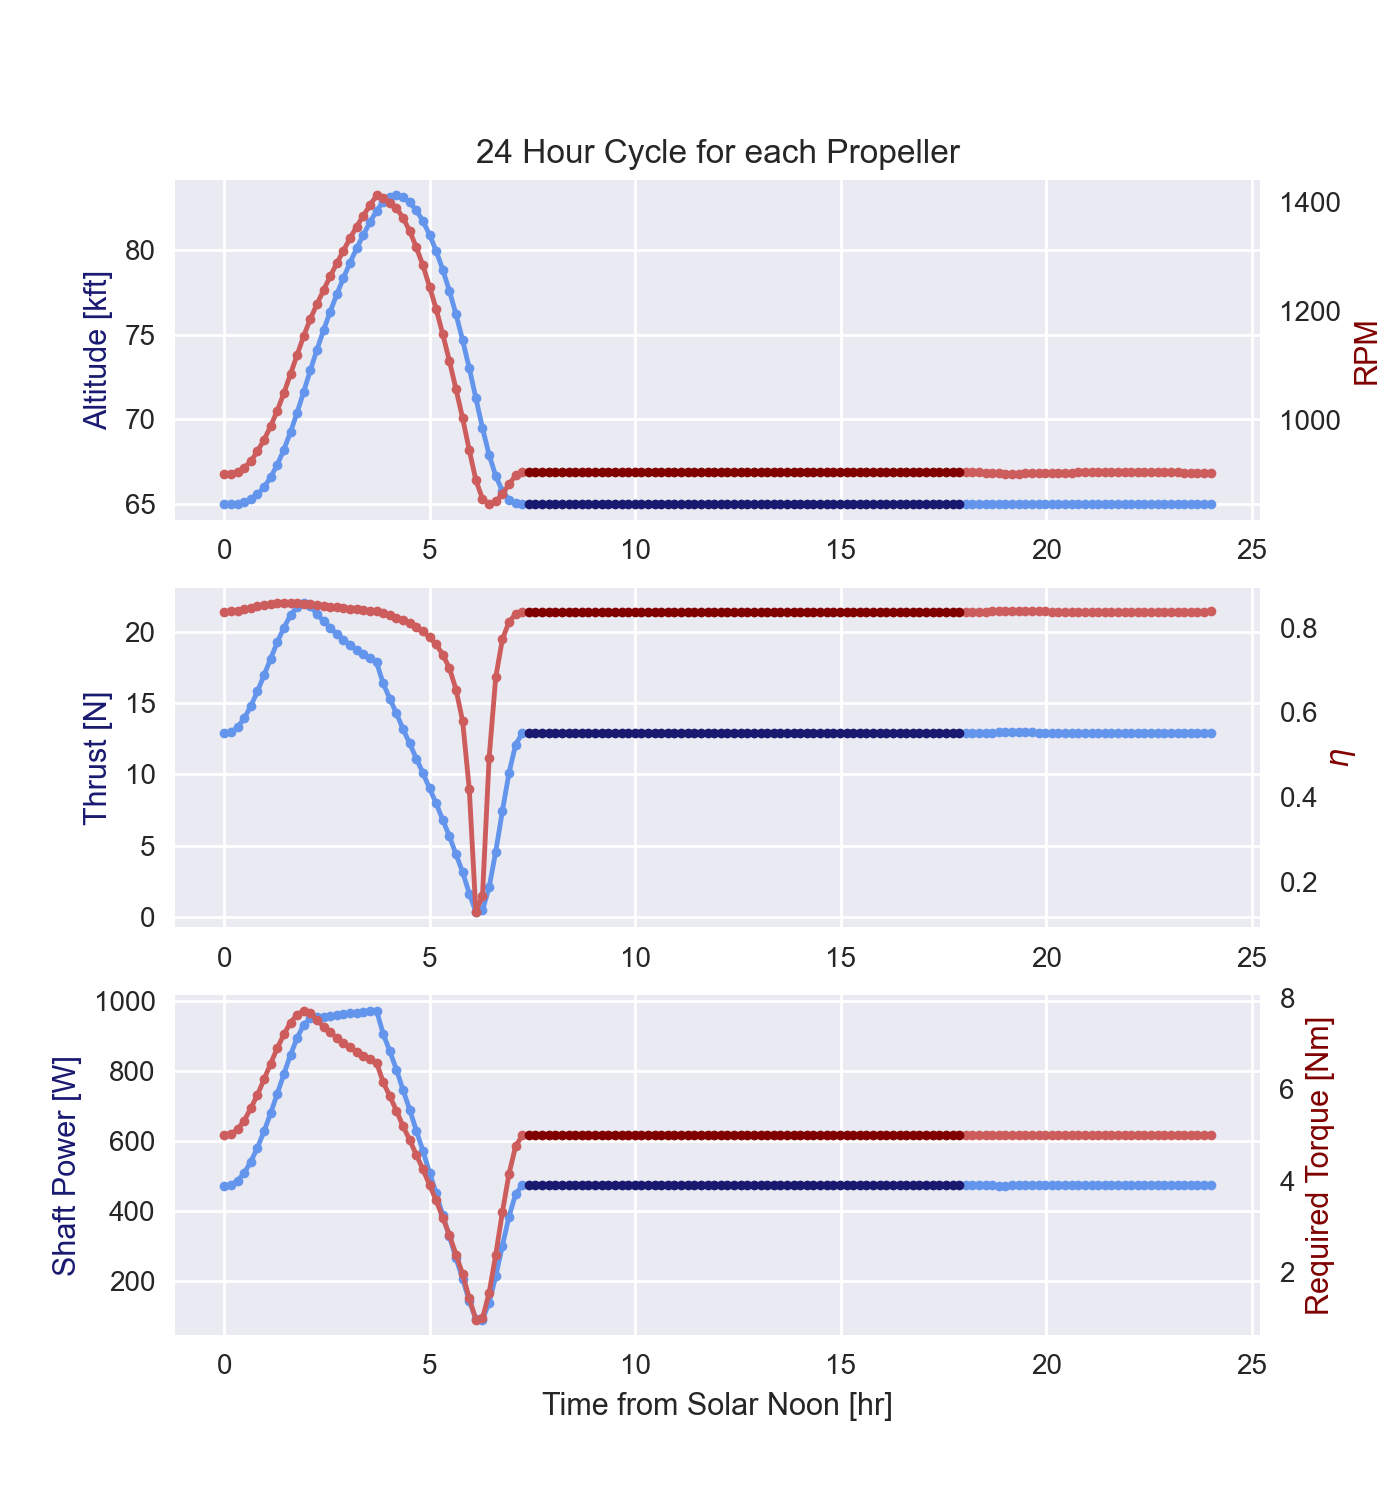 24 Hour Cycle for each Propeller
Altitude [kft]
80
75
70
65
1400
1200
1000
RPM
0 5 10 15 20 25
Thrust [N]
20
15
10
5
0
0.8
0.6
0.4
0.2
η
0 5 10 15 20 25
Shaft Power [W]
1000
800
600
400
200
8
6
4
2
Required Torque [Nm]
0 5 10 15 20 25
Time from Solar Noon [hr]